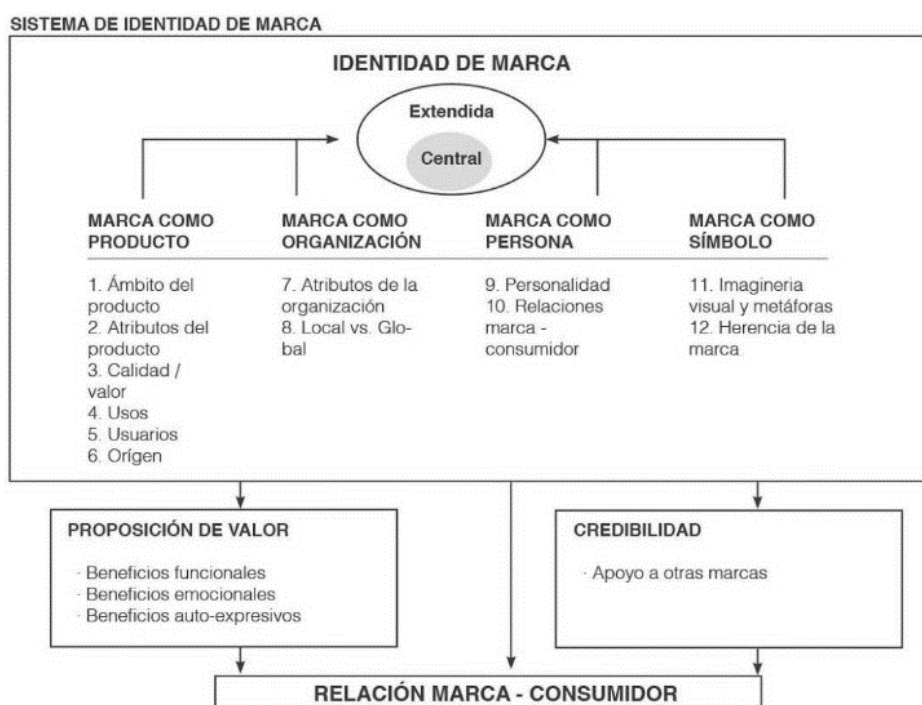 SISTEMA DE IDENTIDAD DE MARCA
IDENTIDAD DE MARCA
Extendida
Central
MARCA COMO
PRODUCTO
1. Ámbito del
producto
2. Atributos del
producto
3. Calidad /
valor
4. Usos
5. Usuarios
6. Orígen
MARCA COMO
ORGANIZACIÓN
7. Atributos de la
organización
8. Local vs. Glo-
bal
MARCA COMO
PERSONA
9. Personalidad
10. Relaciones
marca -
consumidor
MARCA COMO
SÍMBOLO
11. Imagineria
visual y metáforas
12. Herencia de la
marca
PROPOSICIÓN DE VALOR
· Beneficios funcionales
· Beneficios emocionales
· Beneficios auto-expresivos
CREDIBILIDAD
· Apoyo a otras marcas
RELACIÓN MARCA - CONSUMIDOR